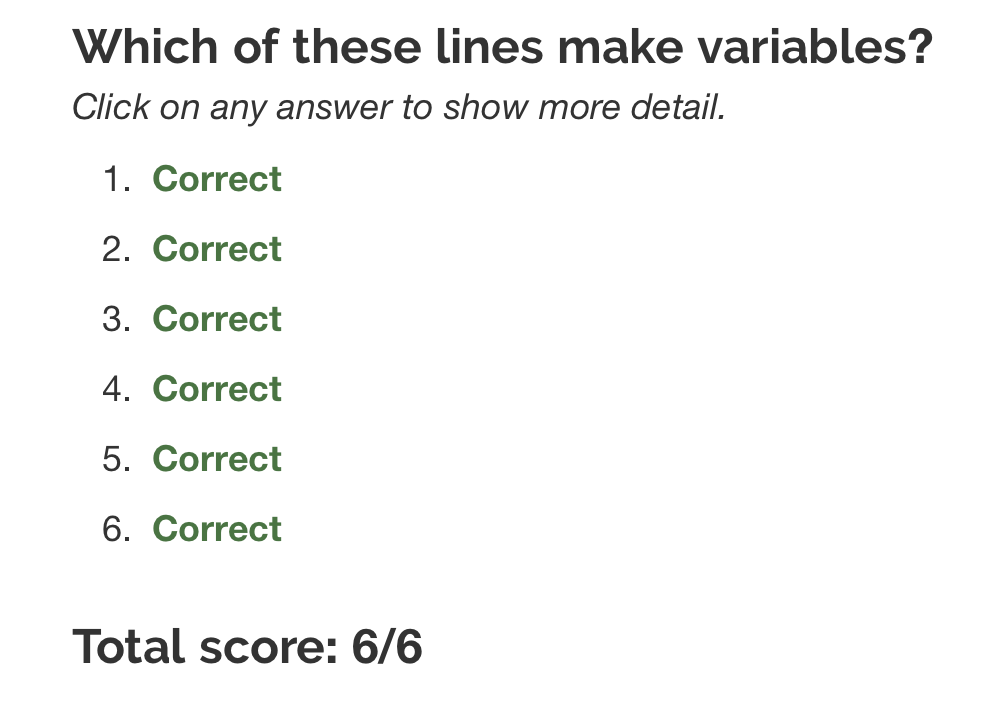 Which of these lines make variables?
Click on any answer to show more detail.
1. Correct
2. Correct
3. Correct
4. Correct
5. Correct
6. Correct
Total score: 6/6